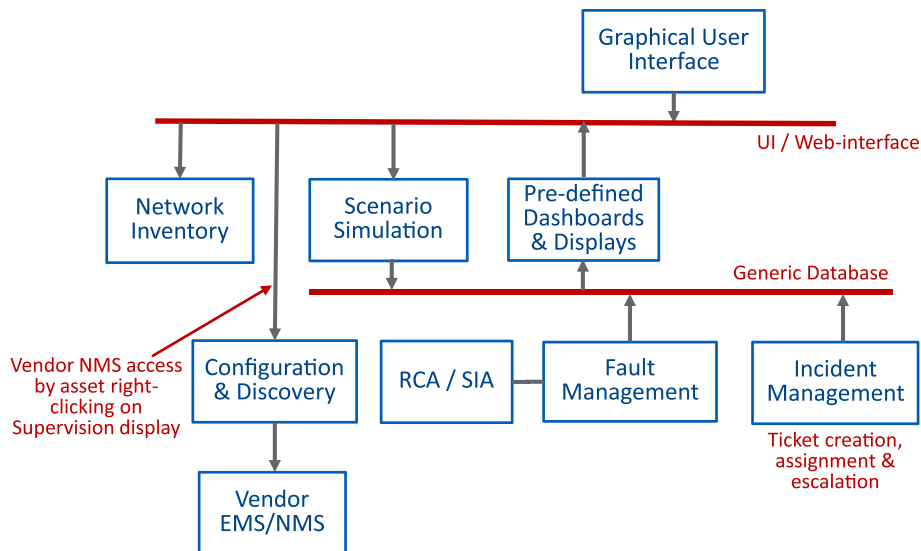 Graphical User
Interface
UI / Web-interface
Network
Inventory
Scenario
Simulation
Pre-defined
Dashboards
& Displays
Generic Database
Vendor NMS access
by asset right-
clicking on
Supervision display
Configuration
& Discovery
RCA / SIA
Fault
Management
Incident
Management
Ticket creation,
assignment &
escalation
Vendor
EMS/NMS